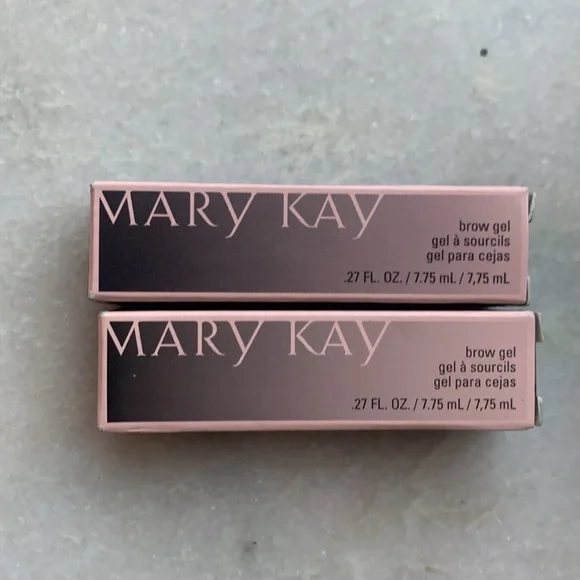 MARY KAY
brow gel
gel à sourcils
gel para cejas
.27 FL. OZ. / 7.75 mL / 7,75 mL
MARY KAY
brow gel
gel à sourcils
gel para cejas
.27 FL. OZ. / 7.75 mL / 7,75 mL